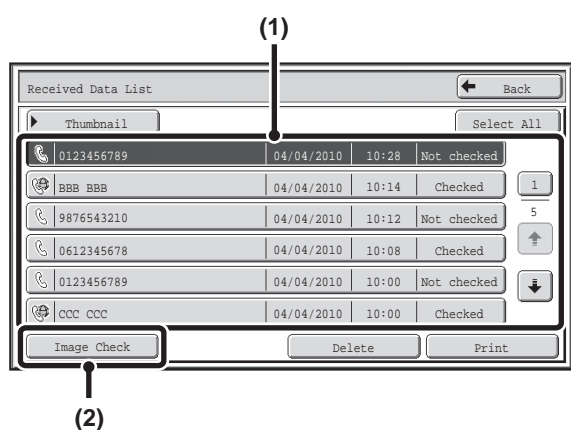 (1)
Received Data List Back
Thumbnail Select All
0123456789 04/04/2010 10:28 Not checked
BBB BBB 04/04/2010 10:14 Checked 1
9876543210 04/04/2010 10:12 Not checked 5
0612345678 04/04/2010 10:08 Checked
0123456789 04/04/2010 10:00 Not checked
CCC CCC 04/04/2010 10:00 Checked
Image Check Delete Print
(2)